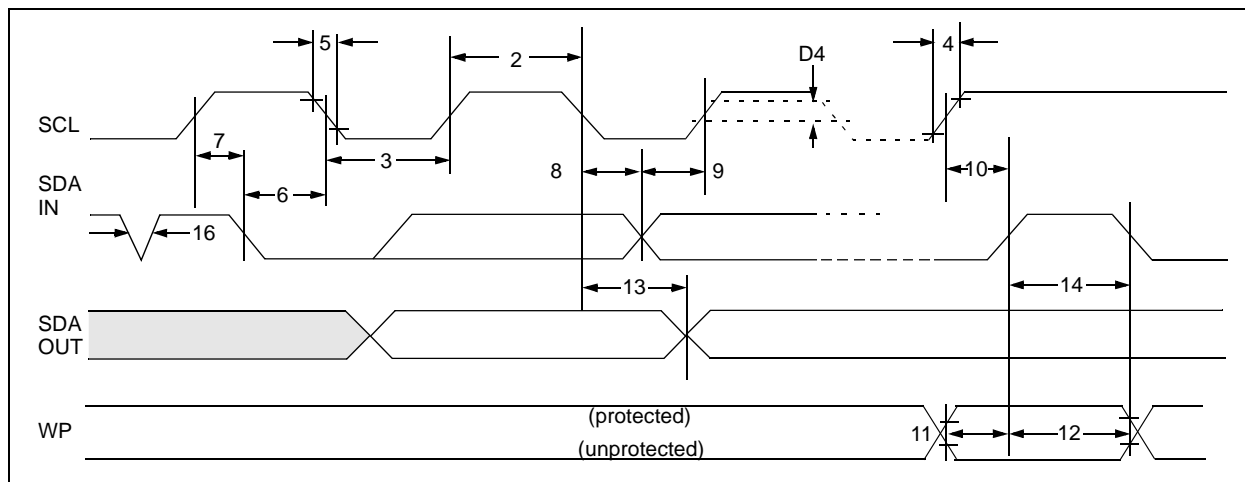 5
2
D4
4
SCL
7
3
8
9
10
SDA
IN
6
16
13
14
SDA
OUT
WP
(protected)
(unprotected)
11
12